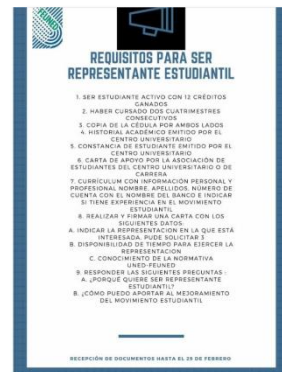 FEUNED
REQUISITOS PARA SER
REPRESENTANTE ESTUDIANTIL
1. SER ESTUDIANTE ACTIVO CON 12 CRÉDITOS
GANADOS
2. HABER CURSADO DOS CUATRIMESTRES
CONSECUTIVOS
3. COPIA DE LA CÉDULA POR AMBOS LADOS
4. HISTORIAL ACADÉMICO EMITIDO POR EL
CENTRO UNIVERSITARIO
5. CONSTANCIA DE ESTUDIANTE EMITIDO POR EL
CENTRO UNIVERSITARIO
6. CARTA DE APOYO POR LA ASOCIACIÓN DE
ESTUDIANTES DEL CENTRO UNIVERSITARIO O DE
CARRERA
7. CURRÍCULUM CON INFORMACIÓN PERSONAL Y
PROFESIONAL NOMBRE, APELLIDOS, NÚMERO DE
CUENTA CON EL NOMBRE DEL BANCO E INDICAR
SI TIENE EXPERIENCIA EN EL MOVIMIENTO
ESTUDIANTIL
8. REALIZAR Y FIRMAR UNA CARTA CON LOS
SIGUIENTES DATOS:
A. INDICAR LA REPRESENTACIÓN EN LA QUE ESTÁ
INTERESADA, PUDE SOLICITAR 3
B. DISPONIBILIDAD DE TIEMPO PARA EJERCER LA
REPRESENTACION
C. CONOCIMIENTO DE LA NORMATIVA
UNED-FEUNED
9. RESPONDER LAS SIGUIENTES PREGUNTAS :
A. ¿PORQUÉ QUIERE SER REPRESENTANTE
ESTUDIANTIL?
B. ¿CÓMO PUEDO APORTAR AL MEJORAMIENTO
DEL MOVIMIENTO ESTUDIANTIL
RECEPCIÓN DE DOCUMENTOS HASTA EL 29 DE FEBRERO